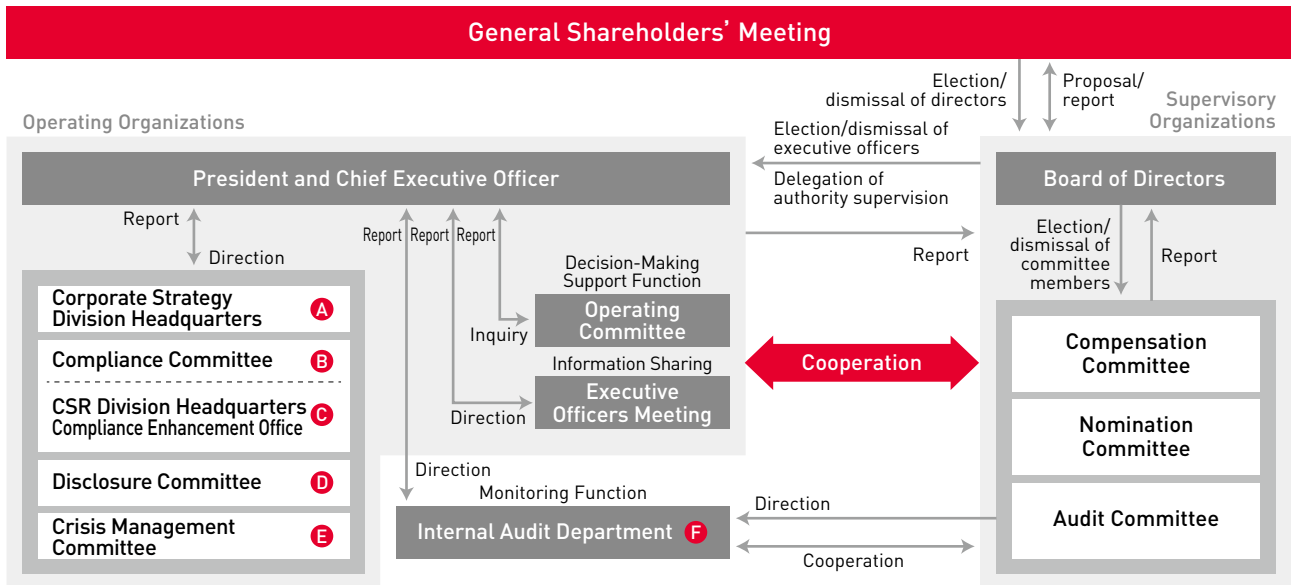 General Shareholders' Meeting
Election/
dismissal of directors
Proposal/
report
Supervisory
Organizations
Operating Organizations
Election/dismissal of
executive officers
President and Chief Executive Officer
Delegation of
authority supervision
Board of Directors
Report
Direction
Report
Report
Report
Report
Election/
dismissal of
committee
members
Report
Decision-Making
Support Function
Corporate Strategy
Division Headquarters
A
Operating
Committee
Inquiry
Compliance Committee
B
Information Sharing
Cooperation
Compensation
Committee
CSR Division Headquarters
Compliance Enhancement Office
C
Executive
Officers Meeting
Direction
Nomination
Committee
Disclosure Committee
D
Direction
Monitoring Function
Crisis Management
Committee
E
Internal Audit Department
F
Direction
Cooperation
Audit Committee